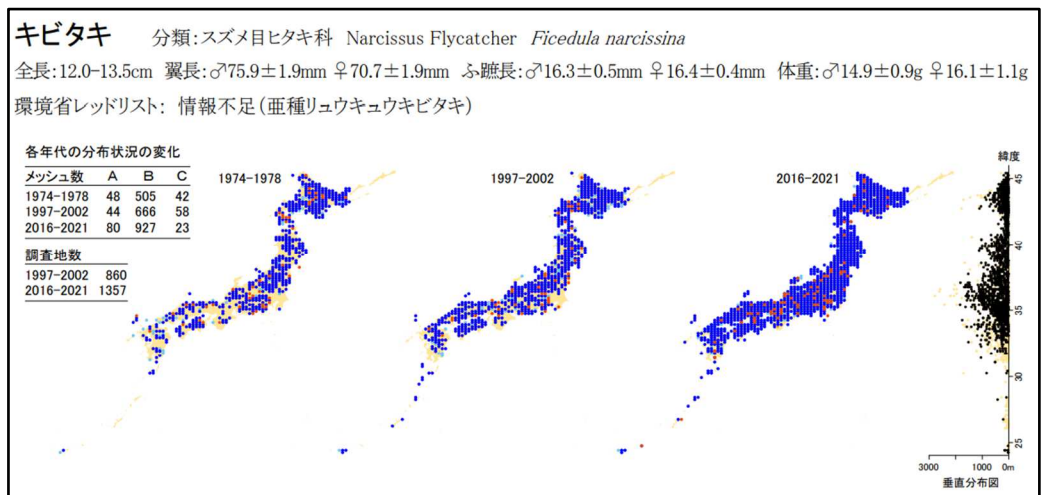 キビタキ 分類:スズメ目ヒタキ科 Narcissus Flycatcher Ficedula narcissina
全長:12.0-13.5cm 翼長:♂75.9±1.9mm ♀70.7±1.9mm ふ蹠長:♂16.3±0.5mm ♀16.4±0.4mm 体重:♂14.9±0.9g ♀16.1±1.1g
環境省レッドリスト: 情報不足(亜種リュウキュウキビタキ)
各年代の分布状況の変化
メッシュ数 A B C
1974-1978 48 505 42
1997-2002 44 666 58
2016-2021 80 927 23
調査地数
1997-2002 860
2016-2021 1357
1974-1978
1997-2002
2016-2021
緯度
45
40
35
30
25
3000 1000 0m
垂直分布図